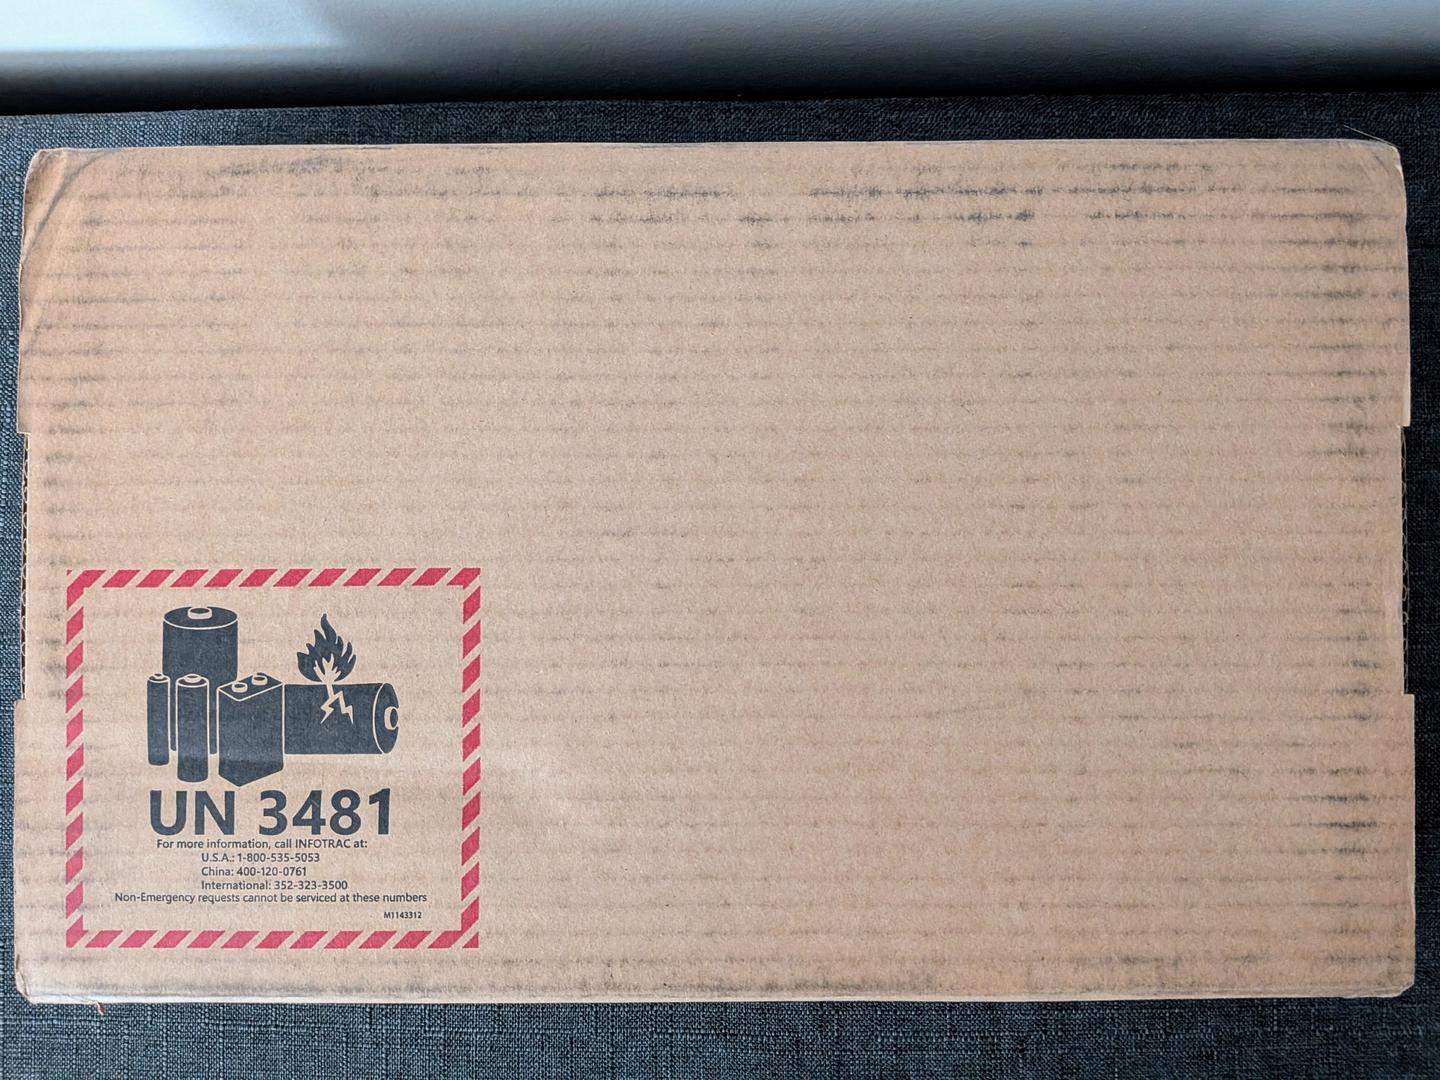 UN 3481
For more information, call INFOTRAC at:
U.S.A.: 1-800-535-5053
China: 400-120-0761
International: 352-323-3500
Non-Emergency requests cannot be serviced at these numbers
M1143312